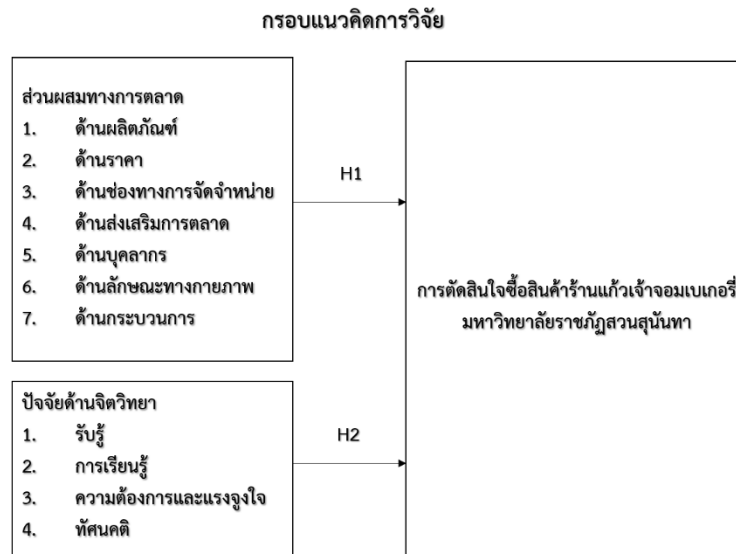 กรอบแนวคิดการวิจัย
ส่วนผสมทางการตลาด
1. ด้านผลิตภัณฑ์
2. ด้านราคา
3. ด้านช่องทางการจัดจำหน่าย
4. ด้านส่งเสริมการตลาด
5. ด้านบุคลากร
6. ด้านลักษณะทางกายภาพ
7. ด้านกระบวนการ
H1
การตัดสินใจซื้อสินค้าร้านแก้วเจ้าจอมเบเกอรี่
มหาวิทยาลัยราชภัฏสวนสุนันทา
ปัจจัยด้านจิตวิทยา
1. รับรู้
2. การเรียนรู้
3. ความต้องการและแรงจูงใจ
4. ทัศนคติ
H2